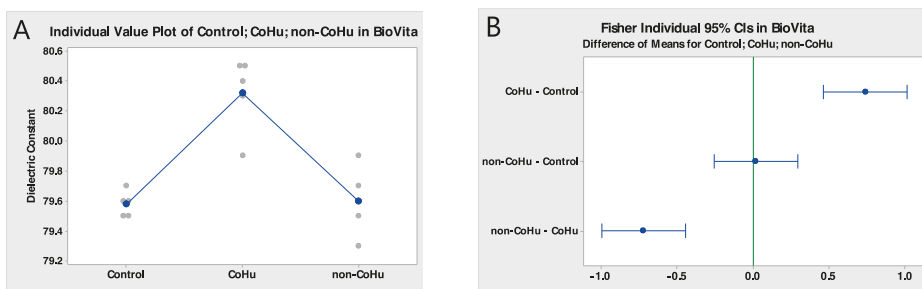 A
Individual Value Plot of Control; CoHu; non-CoHu in BioVita
80.6
80.4
80.2
80.0
79.8
79.6
79.4
79.2
Dielectric Constant
Control
CoHu
non-CoHu
B
Fisher Individual 95% CIs in BioVita
Difference of Means for Control; CoHu; non-CoHu
CoHu - Control
non-CoHu - Control
non-CoHu - CoHu
-1.0
-0.5
0.0
0.5
1.0